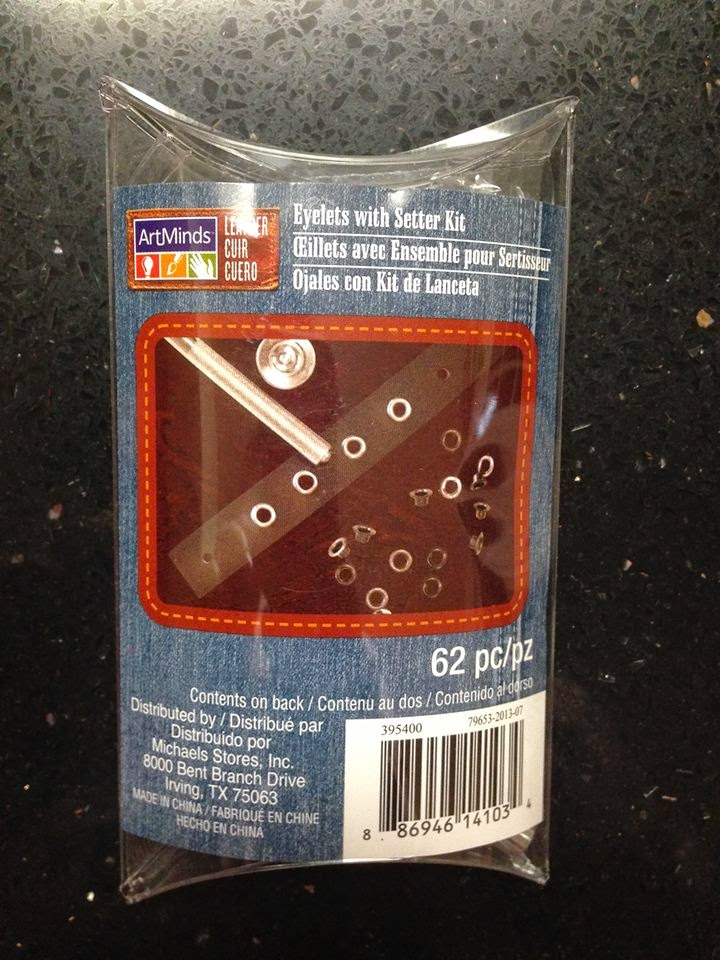 ArtMinds
LEATHER
CUIR
CUERO
Eyelets with Setter Kit
Œillets avec Ensemble pour Sertisseur
Ojales con Kit de Lanceta
62 pc/pz
Contents on back / Contenu au dos / Contenido al dorso
Distributed by / Distribué par
Distribuido por
Michaels Stores, Inc.
8000 Bent Branch Drive
Irving, TX 75063
MADE IN CHINA / FABRIQUÉ EN CHINE
HECHO EN CHINA
395400 79653-2013-07
8 86946 14103 4